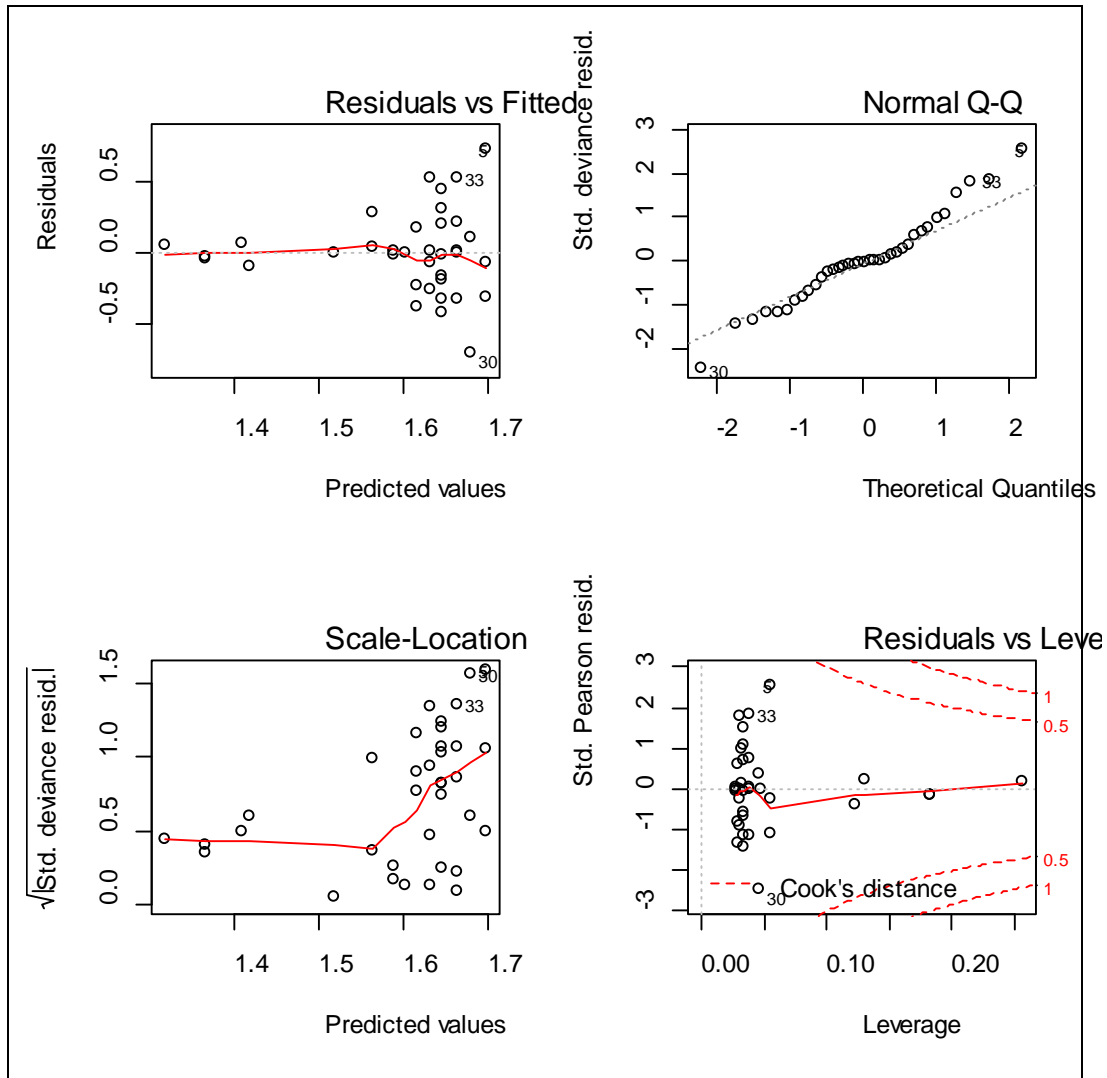 Residuals vs Fitted
Residuals
0.5
0.0
-0.5
5
33
30
1.4 1.5 1.6 1.7
Predicted values
Normal Q-Q
Std. deviance resid.
3
2
1
0
-1
-2
5
33
30
-2 -1 0 1 2
Theoretical Quantiles
Scale-Location
√|Std. deviance resid.|
1.5
1.0
0.5
0.0
30
33
1.4 1.5 1.6 1.7
Predicted values
Residuals vs Leve
Std. Pearson resid.
3
2
1
0
-1
-3
5
33
30
1
0.5
0.5
1
Cook's distance
0.00 0.10 0.20
Leverage